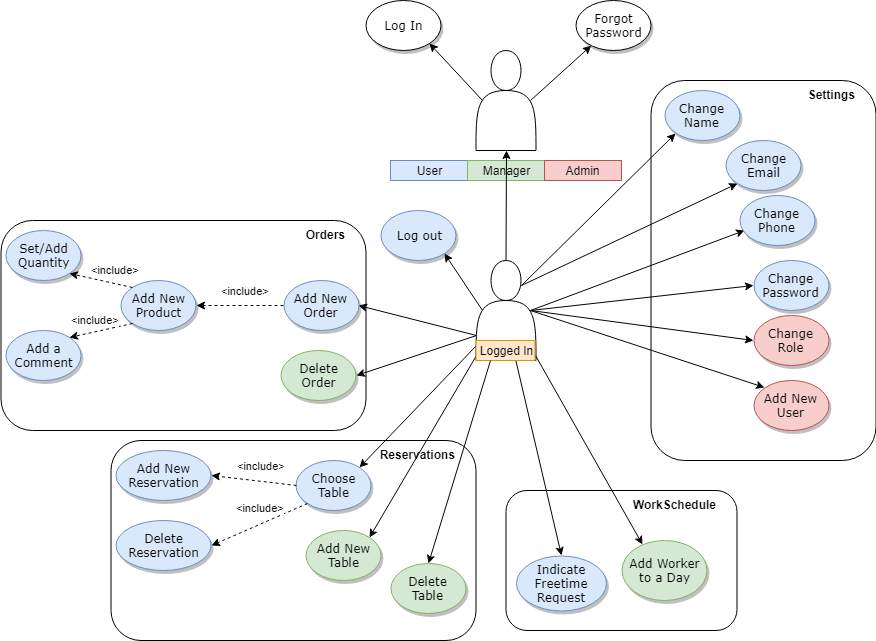 Log In
Forgot
Password
User
Manager
Admin
Log out
Logged In
Settings
Change
Name
Change
Email
Change
Phone
Change
Password
Change
Role
Add New
User
Orders
Set/Add
Quantity
<include>
Add New
Product
<include>
Add New
Order
<include>
Add a
Comment
Delete
Order
Reservations
Add New
Reservation
<include>
Choose
Table
<include>
Delete
Reservation
Add New
Table
Delete
Table
WorkSchedule
Indicate
Freetime
Request
Add Worker
to a Day